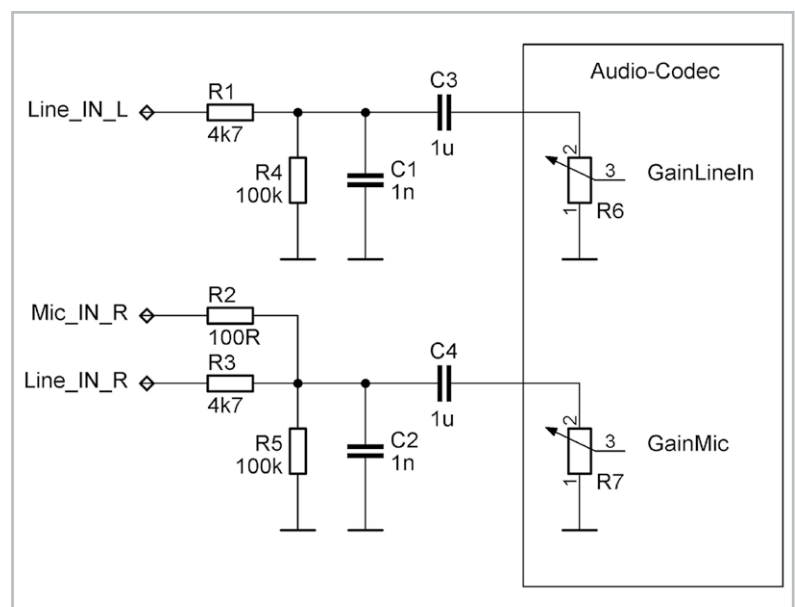 Audio-Codec
Line_IN_L
R1
4k7
R4
100k
C1
1n
C3
1u
2
3
1
R6
GainLineIn
Mic_IN_R
R2
100R
Line_IN_R
R3
4k7
R5
100k
C2
1n
C4
1u
2
3
1
R7
GainMic